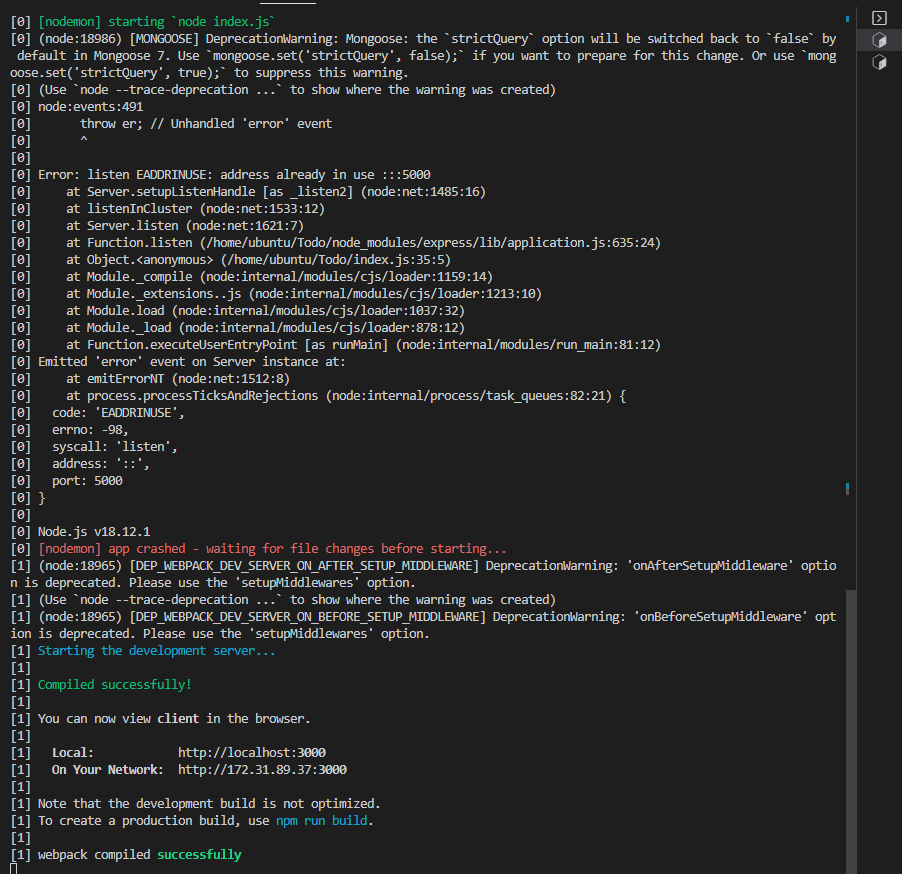 [0] [nodemon] starting `node index.js`
[0] (node:18986) [MONGOOSE] DeprecationWarning: Mongoose: the `strictQuery` option will be switched back to `false` by
 default in Mongoose 7. Use `mongoose.set('strictQuery', false);` if you want to prepare for this change. Or use `mong
oose.set('strictQuery', true);` to suppress this warning.
[0] (Use `node --trace-deprecation ...` to show where the warning was created)
[0] node:events:491
[0]       throw er; // Unhandled 'error' event
[0]       ^
[0]
[0] Error: listen EADDRINUSE: address already in use :::5000
[0]     at Server.setupListenHandle [as _listen2] (node:net:1485:16)
[0]     at listenInCluster (node:net:1533:12)
[0]     at Server.listen (node:net:1621:7)
[0]     at Function.listen (/home/ubuntu/Todo/node_modules/express/lib/application.js:635:24)
[0]     at Object.<anonymous> (/home/ubuntu/Todo/index.js:35:5)
[0]     at Module._compile (node:internal/modules/cjs/loader:1159:14)
[0]     at Module._extensions..js (node:internal/modules/cjs/loader:1213:10)
[0]     at Module.load (node:internal/modules/cjs/loader:1037:32)
[0]     at Module._load (node:internal/modules/cjs/loader:878:12)
[0]     at Function.executeUserEntryPoint [as runMain] (node:internal/modules/run_main:81:12)
[0] Emitted 'error' event on Server instance at:
[0]     at emitErrorNT (node:net:1512:8)
[0]     at process.processTicksAndRejections (node:internal/process/task_queues:82:21) {
[0]   code: 'EADDRINUSE',
[0]   errno: -98,
[0]   syscall: 'listen',
[0]   address: '::',
[0]   port: 5000
[0] }
[0]
[0] Node.js v18.12.1
[0] [nodemon] app crashed - waiting for file changes before starting...
[1] (node:18965) [DEP_WEBPACK_DEV_SERVER_ON_AFTER_SETUP_MIDDLEWARE] DeprecationWarning: 'onAfterSetupMiddleware' optio
n is deprecated. Please use the 'setupMiddlewares' option.
[1] (Use `node --trace-deprecation ...` to show where the warning was created)
[1] (node:18965) [DEP_WEBPACK_DEV_SERVER_ON_BEFORE_SETUP_MIDDLEWARE] DeprecationWarning: 'onBeforeSetupMiddleware' opt
ion is deprecated. Please use the 'setupMiddlewares' option.
[1] Starting the development server...
[1]
[1] Compiled successfully!
[1]
[1] You can now view client in the browser.
[1]
[1]   Local:            http://localhost:3000
[1]   On Your Network:  http://172.31.89.37:3000
[1]
[1] Note that the development build is not optimized.
[1] To create a production build, use npm run build.
[1]
[1] webpack compiled successfully